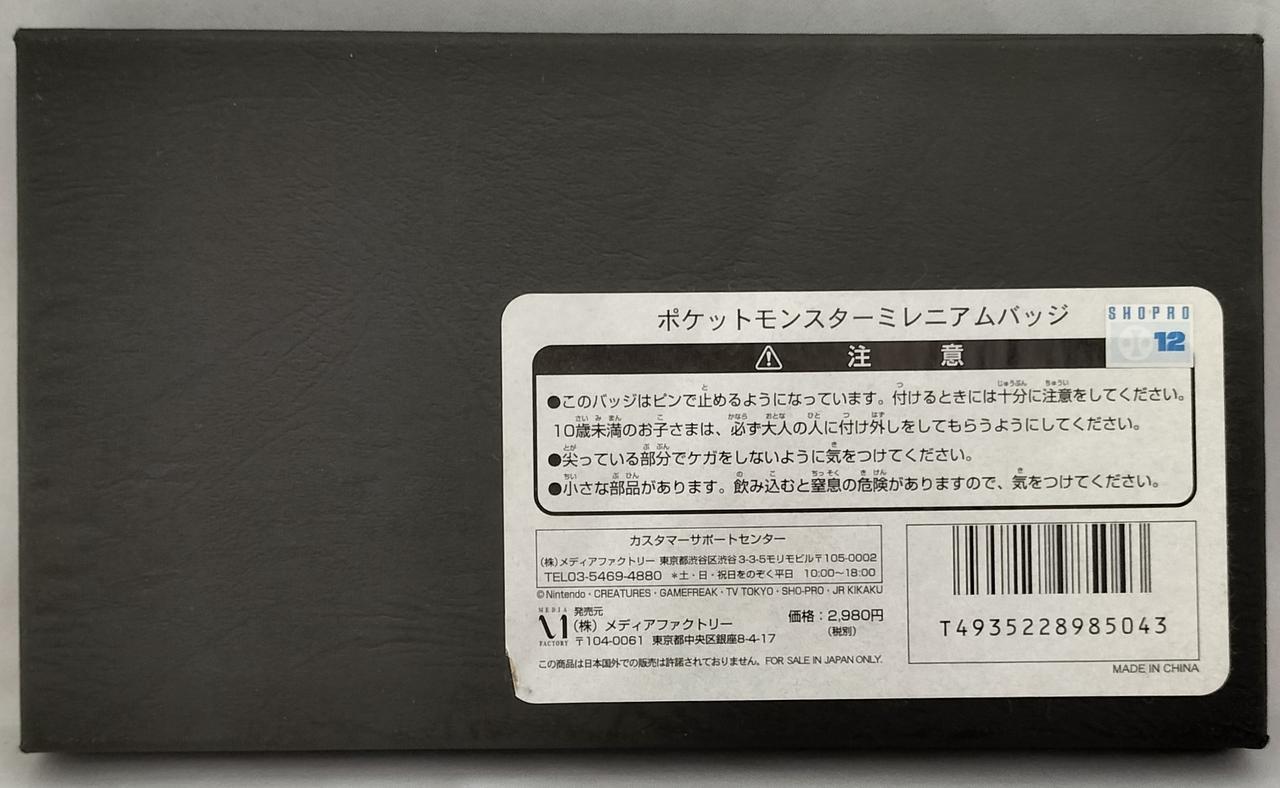 ポケットモンスターミレニアムバッジ
SHOPRO
12
注意
●このバッジはピンで止めるようになっています。付けるときには十分に注意をしてください。
10歳未満のお子さまは、必ず大人の人に付け外しをしてもらうようにしてください。
●尖っている部分でケガをしないように気をつけてください。
●小さな部品があります。飲み込むと窒息の危険がありますので、気をつけてください。
カスタマーサポートセンター
(株)メディアファクトリー 東京都渋谷区渋谷3-3-5モリモビル〒105-0002
TEL03-5469-4880 *土・日・祝日をのぞく平日 10:00〜18:00
©Nintendo・CREATURES・GAMEFREAK・TV TOKYO・SHO-PRO・JR KIKAKU
MEDIA FACTORY
発売元
(株)メディアファクトリー
〒104-0061 東京都中央区銀座8-4-17
価格:2,980円
(税別)
この商品は日本国外での販売は許諾されておりません。FOR SALE IN JAPAN ONLY.
T4935228985043
MADE IN CHINA